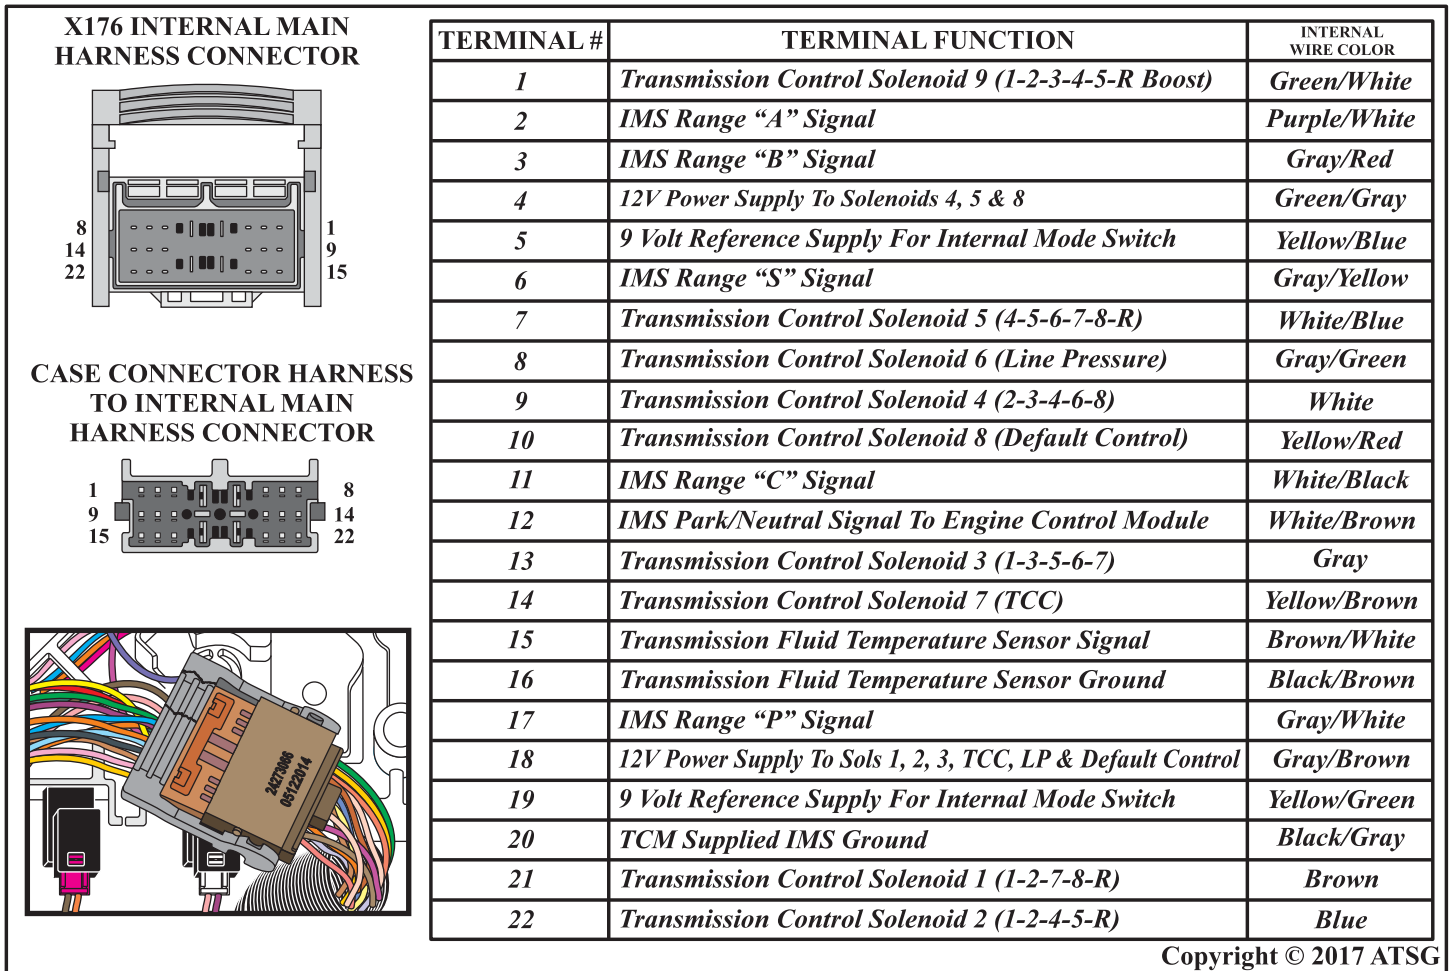 X176 INTERNAL MAIN
HARNESS CONNECTOR
8 1
14 9
22 15
CASE CONNECTOR HARNESS
TO INTERNAL MAIN
HARNESS CONNECTOR
1 8
9 14
15 22
24273066
05122014
TERMINAL # TERMINAL FUNCTION INTERNAL
WIRE COLOR
1 Transmission Control Solenoid 9 (1-2-3-4-5-R Boost) Green/White
2 IMS Range “A” Signal Purple/White
3 IMS Range “B” Signal Gray/Red
4 12V Power Supply To Solenoids 4, 5 & 8 Green/Gray
5 9 Volt Reference Supply For Internal Mode Switch Yellow/Blue
6 IMS Range “S” Signal Gray/Yellow
7 Transmission Control Solenoid 5 (4-5-6-7-8-R) White/Blue
8 Transmission Control Solenoid 6 (Line Pressure) Gray/Green
9 Transmission Control Solenoid 4 (2-3-4-6-8) White
10 Transmission Control Solenoid 8 (Default Control) Yellow/Red
11 IMS Range “C” Signal White/Black
12 IMS Park/Neutral Signal To Engine Control Module White/Brown
13 Transmission Control Solenoid 3 (1-3-5-6-7) Gray
14 Transmission Control Solenoid 7 (TCC) Yellow/Brown
15 Transmission Fluid Temperature Sensor Signal Brown/White
16 Transmission Fluid Temperature Sensor Ground Black/Brown
17 IMS Range “P” Signal Gray/White
18 12V Power Supply To Sols 1, 2, 3, TCC, LP & Default Control Gray/Brown
19 9 Volt Reference Supply For Internal Mode Switch Yellow/Green
20 TCM Supplied IMS Ground Black/Gray
21 Transmission Control Solenoid 1 (1-2-7-8-R) Brown
22 Transmission Control Solenoid 2 (1-2-4-5-R) Blue
Copyright © 2017 ATSG